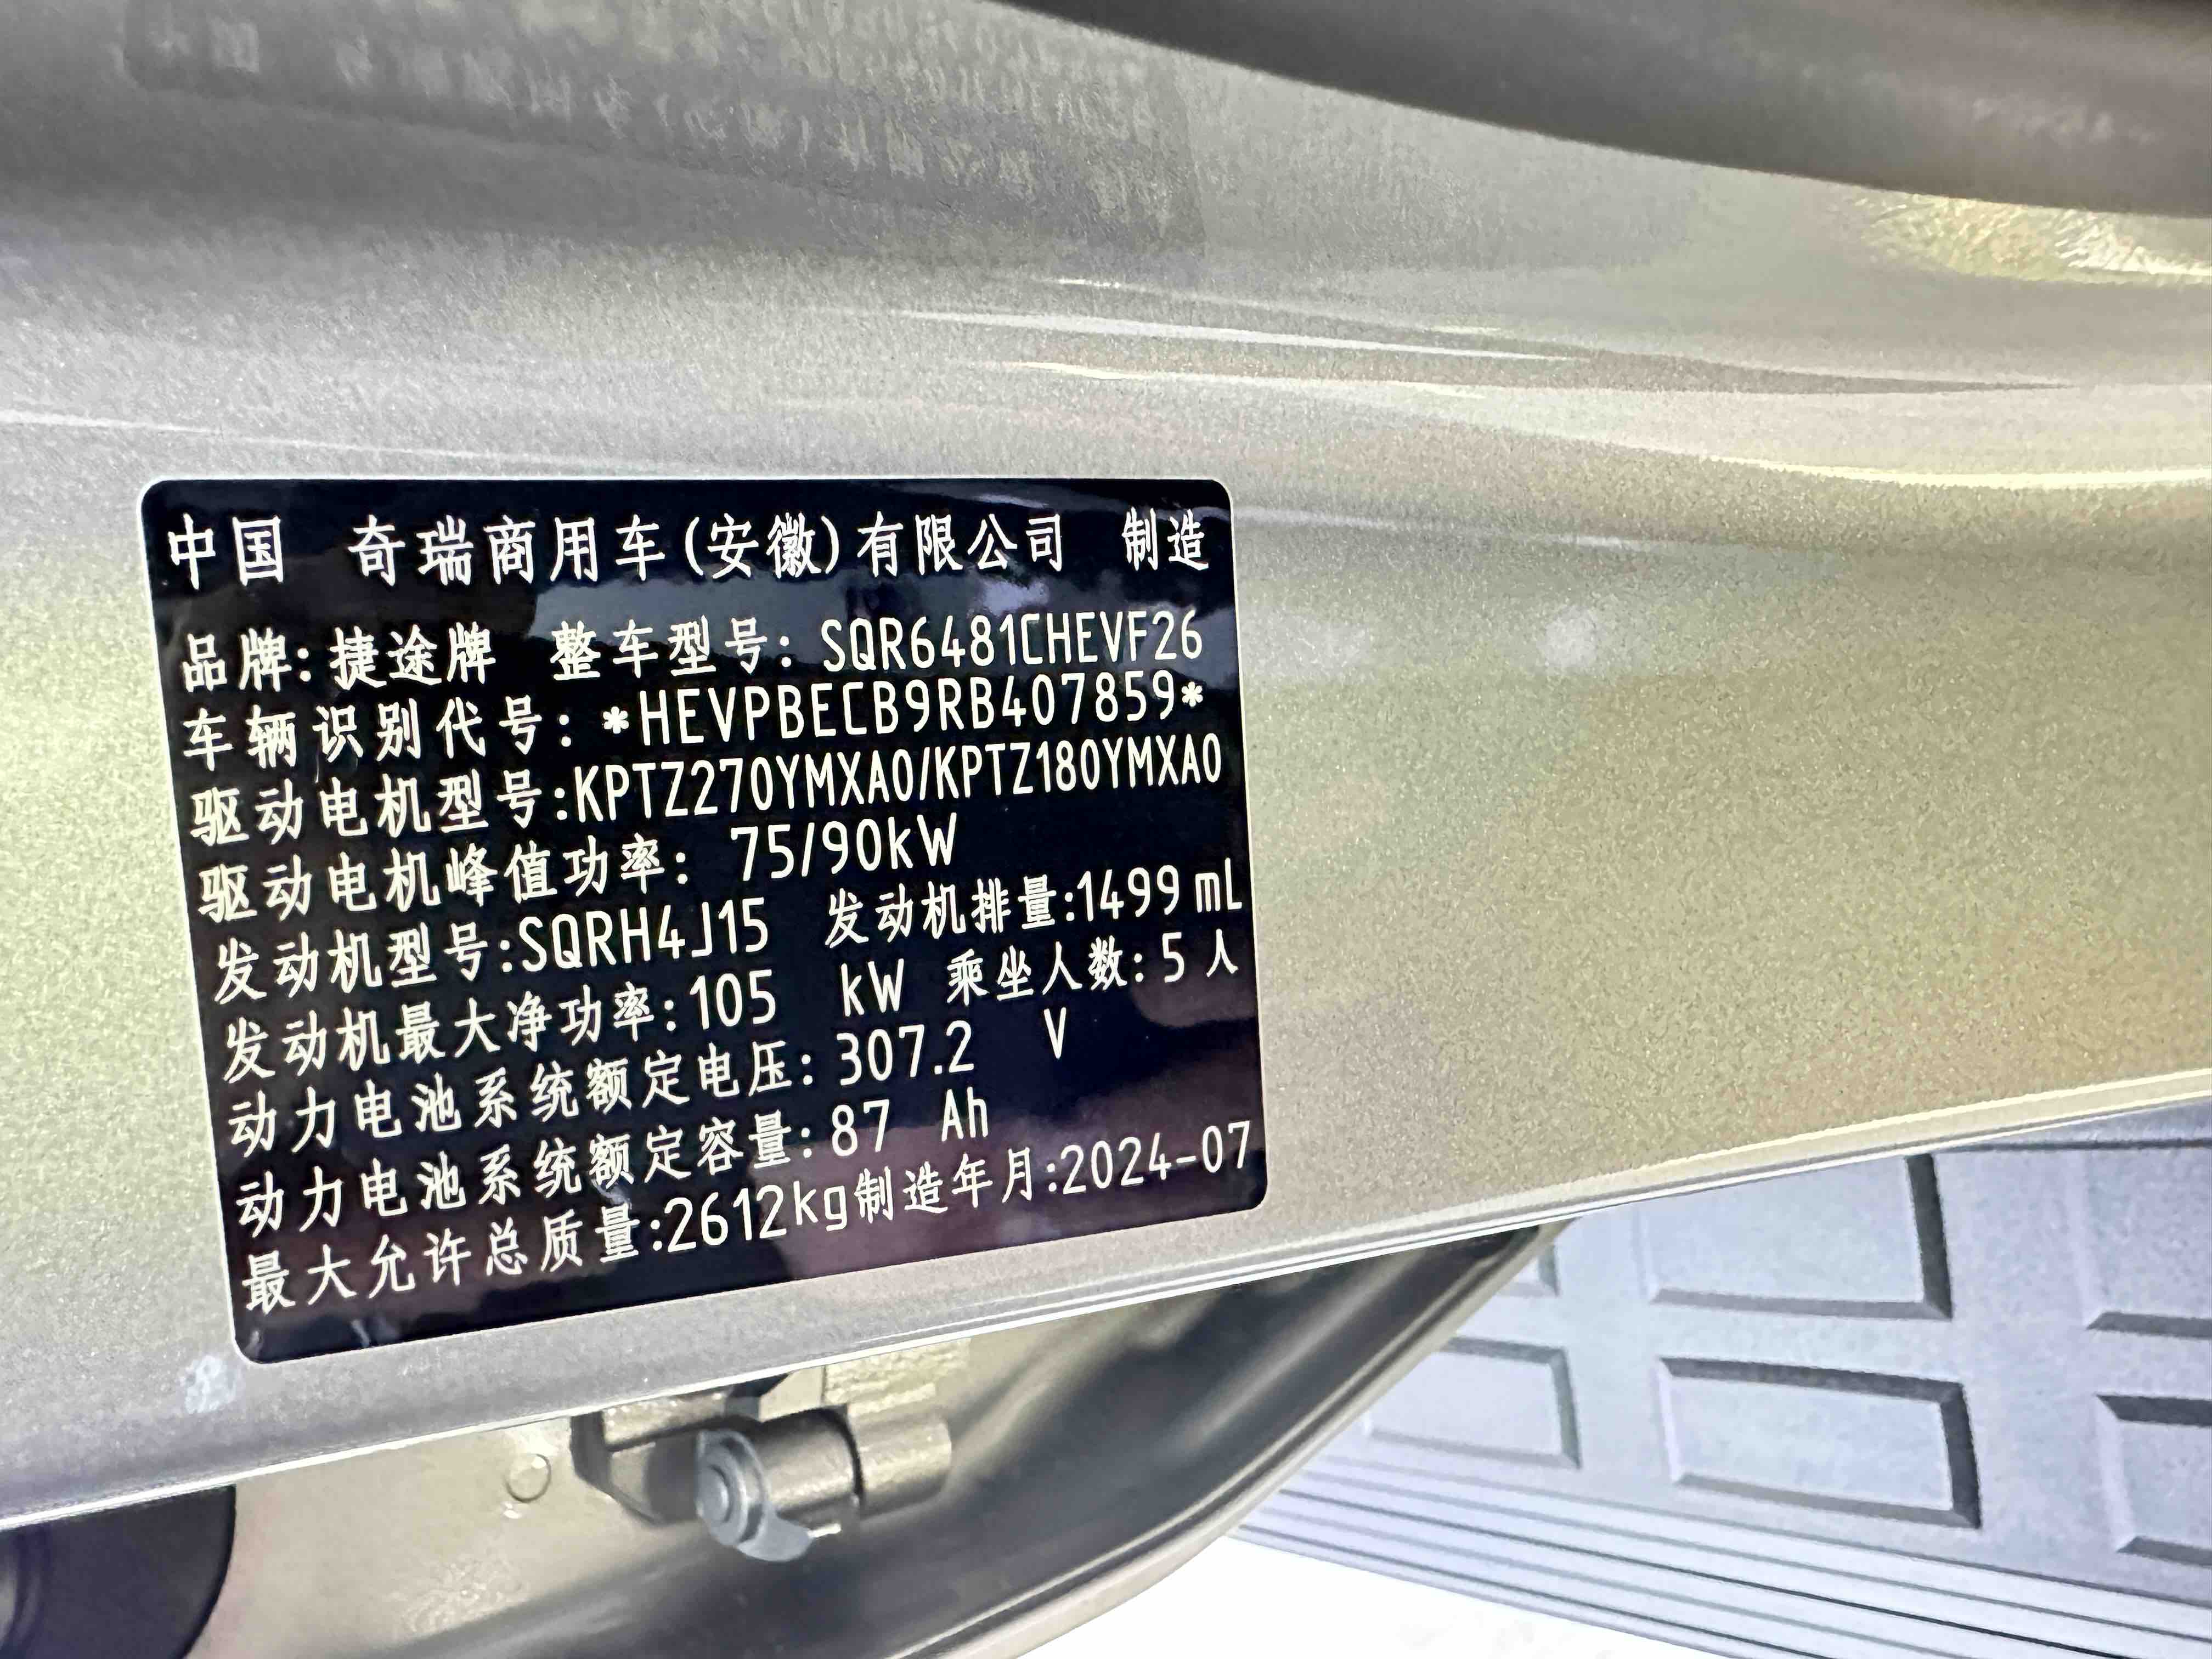 中国 奇瑞商用车(安徽)有限公司 制造
品牌:捷途牌 整车型号: SQR6481CHEVF26
车辆识别代号: *HEVPBECB9RB407859*
驱动电机型号:KPTZ270YMXA0/KPTZ180YMXA0
驱动电机峰值功率: 75/90kW
发动机型号:SQRH4J15 发动机排量:1499 mL
发动机最大净功率:105 kW 乘坐人数: 5 人
动力电池系统额定电压: 307.2 V
动力电池系统额定容量: 87 Ah
最大允许总质量:2612kg制造年月:2024-07